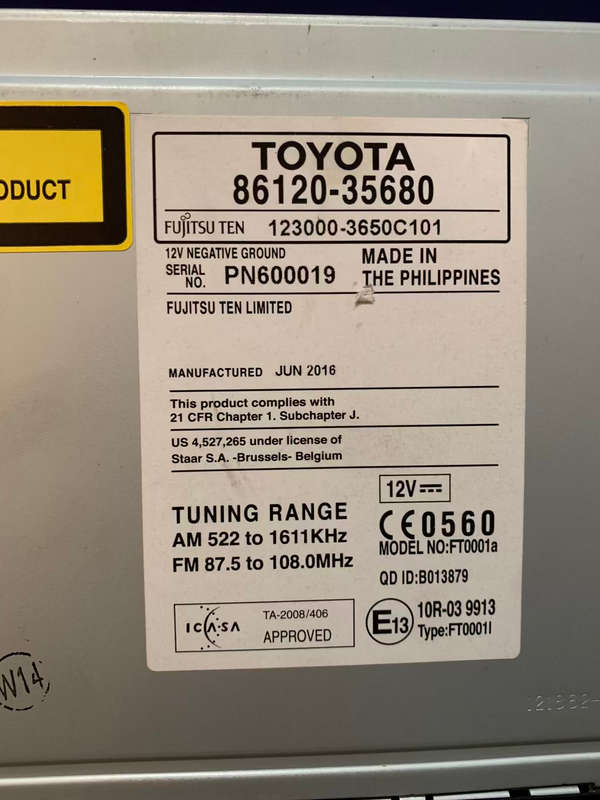 ODUCT
TOYOTA
86120-35680
FUJITSU TEN 123000-3650C101
12V NEGATIVE GROUND
SERIAL NO. PN600019
MADE IN
THE PHILIPPINES
FUJITSU TEN LIMITED
MANUFACTURED JUN 2016
This product complies with
21 CFR Chapter 1. Subchapter J.
US 4,527,265 under license of
Staar S.A. -Brussels- Belgium
12V
TUNING RANGE
AM 522 to 1611KHz
FM 87.5 to 108.0MHz
CE0560
MODEL NO:FT0001a
QD ID:B013879
ICASA
TA-2008/406
APPROVED
E13
10R-03 9913
Type:FT0001I
W14